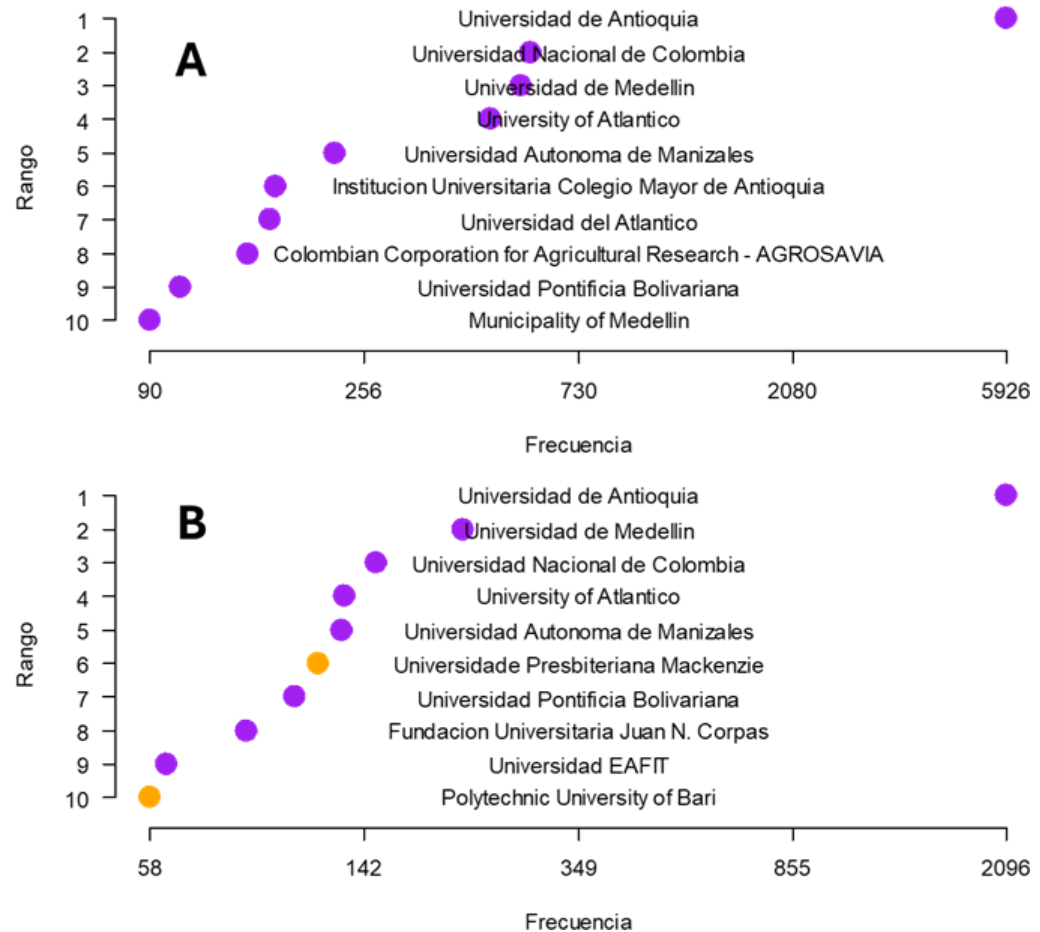 A
Rango
1 Universidad de Antioquia
2 Universidad Nacional de Colombia
3 Universidad de Medellin
4 University of Atlantico
5 Universidad Autonoma de Manizales
6 Institucion Universitaria Colegio Mayor de Antioquia
7 Universidad del Atlantico
8 Colombian Corporation for Agricultural Research - AGROSAVIA
9 Universidad Pontificia Bolivariana
10 Municipality of Medellin
90 256 730 2080 5926
Frecuencia
B
Rango
1 Universidad de Antioquia
2 Universidad de Medellin
3 Universidad Nacional de Colombia
4 University of Atlantico
5 Universidad Autonoma de Manizales
6 Universidade Presbiteriana Mackenzie
7 Universidad Pontificia Bolivariana
8 Fundacion Universitaria Juan N. Corpas
9 Universidad EAFIT
10 Polytechnic University of Bari
58 142 349 855 2096
Frecuencia